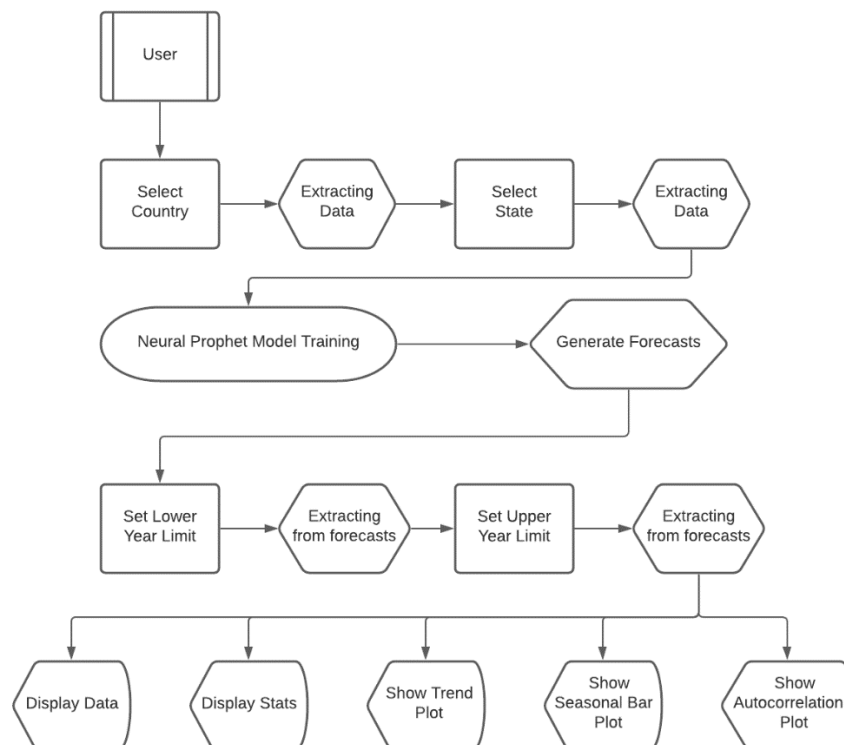 User
Select
Country
Extracting
Data
Select
State
Extracting
Data
Neural Prophet Model Training
Generate Forecasts
Set Lower
Year Limit
Extracting
from forecasts
Set Upper
Year Limit
Extracting
from forecasts
Display Data
Display Stats
Show Trend
Plot
Show
Seasonal Bar
Plot
Show
Autocorrelation
Plot